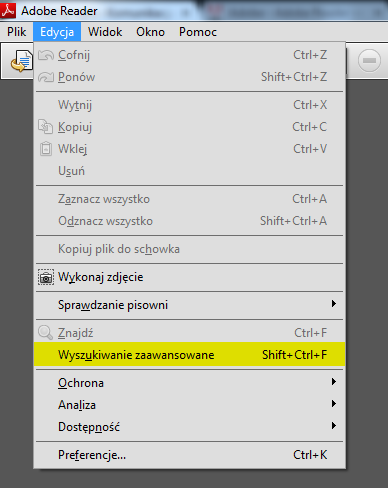 Adobe Reader
Plik Edycja Widok Okno Pomoc
Cofnij Ctrl+Z
Ponów Shift+Ctrl+Z
Wytnij Ctrl+X
Kopiuj Ctrl+C
Wklej Ctrl+V
Usuń
Zaznacz wszystko Ctrl+A
Odznacz wszystko Shift+Ctrl+A
Kopiuj plik do schowka
Wykonaj zdjęcie
Sprawdzanie pisowni
Znajdź Ctrl+F
Wyszukiwanie zaawansowane Shift+Ctrl+F
Ochrona
Analiza
Dostępność
Preferencje... Ctrl+K